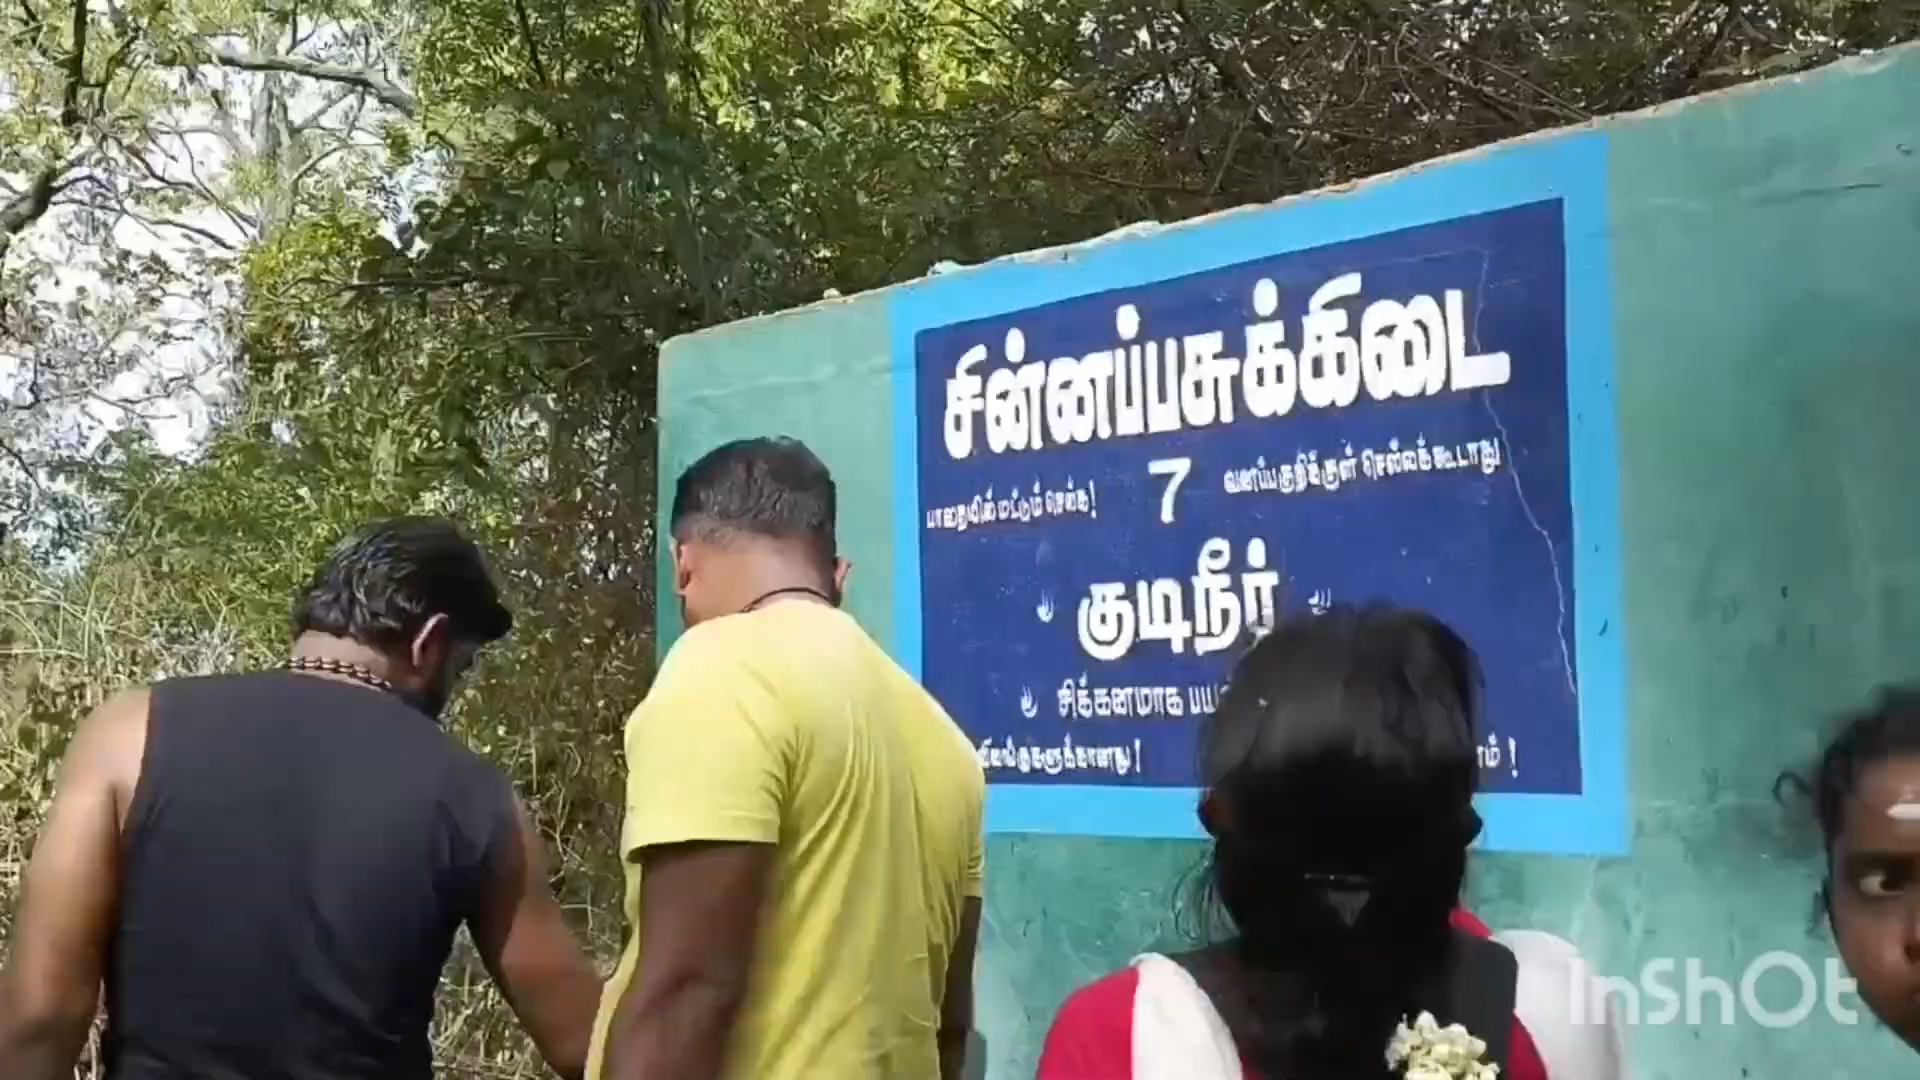 சின்னப்பசுக்கிடை
பாதையில் மட்டும் செல்க! 7 வனப்பகுதிக்குள் செல்லக்கூடாது
குடிநீர்
சிக்கனமாக
InShOt